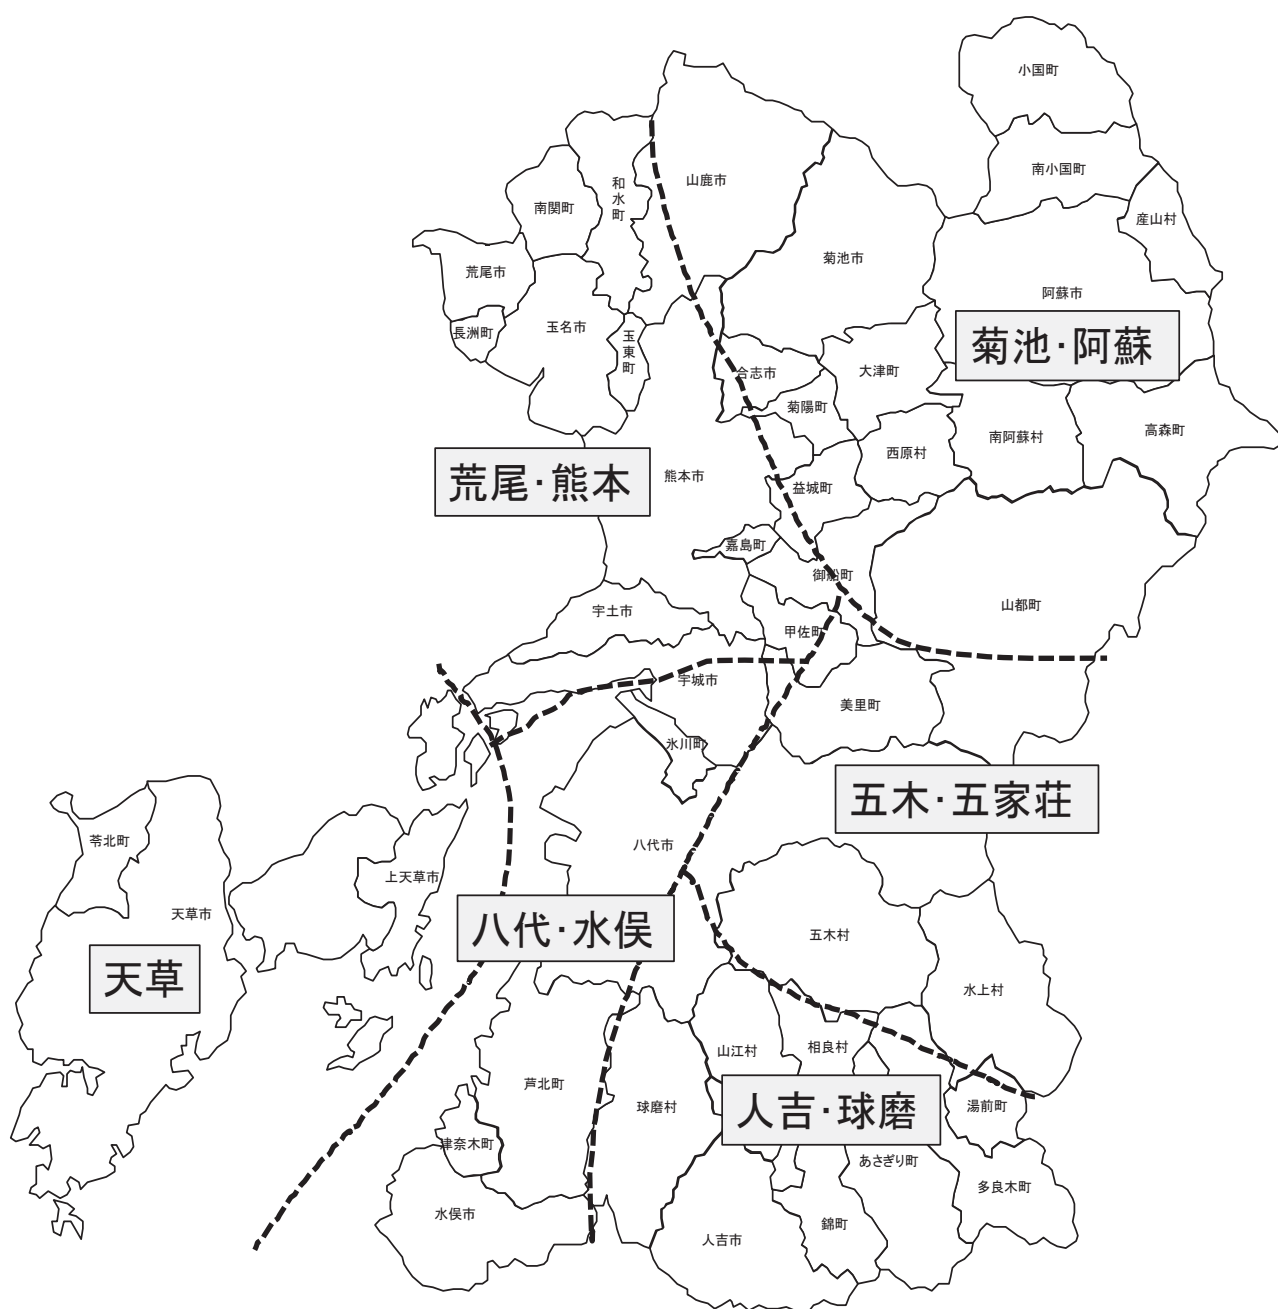 小国町
南小国町
産山村
山鹿市
和水町
南関町
菊池市
荒尾市
阿蘇市
長洲町
玉名市
玉東町
菊池･阿蘇
合志市
大津町
菊陽町
南阿蘇村
高森町
西原村
荒尾･熊本
熊本市
益城町
嘉島町
御船町
山都町
宇土市
甲佐町
宇城市
美里町
氷川町
五木･五家荘
苓北町
八代市
上天草市
天草市
八代･水俣
五木村
天草
水上村
山江村
相良村
芦北町
球磨村
人吉･球磨
湯前町
津奈木町
あさぎり町
多良木町
水俣市
錦町
人吉市